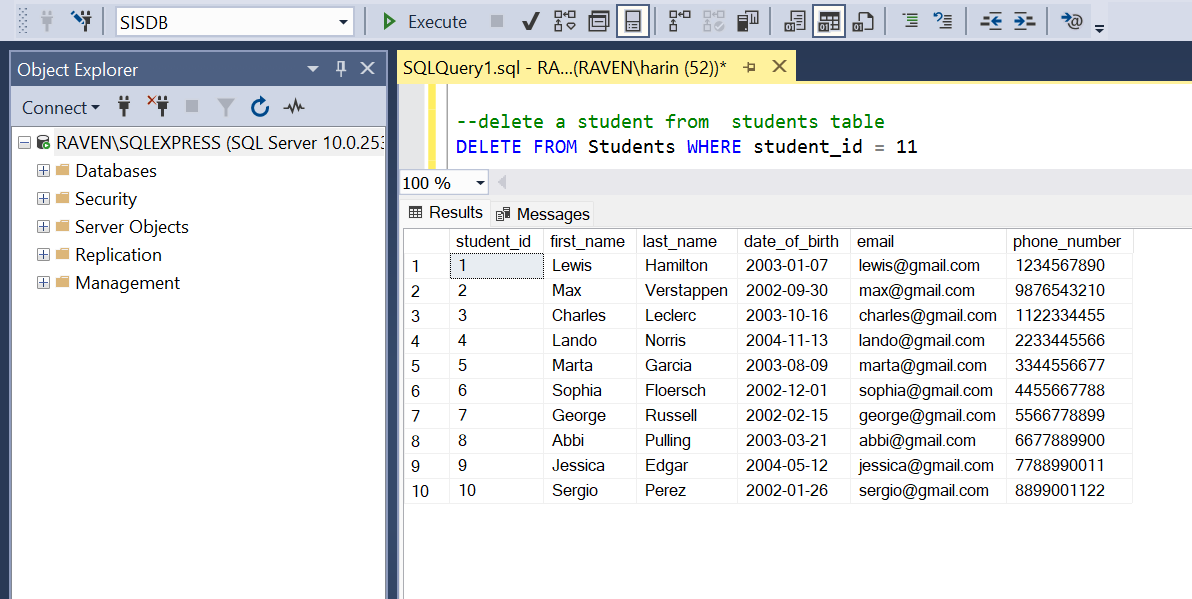 SISDB
Execute
Object Explorer
Connect
RAVEN\SQLEXPRESS (SQL Server 10.0.253
Databases
Security
Server Objects
Replication
Management
SQLQuery1.sql - RA...(RAVEN\harin (52))*
--delete a student from  students table
DELETE FROM Students WHERE student_id = 11
100 %
Results Messages
student_id first_name last_name date_of_birth email phone_number
1 1 Lewis Hamilton 2003-01-07 lewis@gmail.com 1234567890
2 2 Max Verstappen 2002-09-30 max@gmail.com 9876543210
3 3 Charles Leclerc 2003-10-16 charles@gmail.com 1122334455
4 4 Lando Norris 2004-11-13 lando@gmail.com 2233445566
5 5 Marta Garcia 2003-08-09 marta@gmail.com 3344556677
6 6 Sophia Floersch 2002-12-01 sophia@gmail.com 4455667788
7 7 George Russell 2002-02-15 george@gmail.com 5566778899
8 8 Abbi Pulling 2003-03-21 abbi@gmail.com 6677889900
9 9 Jessica Edgar 2004-05-12 jessica@gmail.com 7788990011
10 10 Sergio Perez 2002-01-26 sergio@gmail.com 8899001122